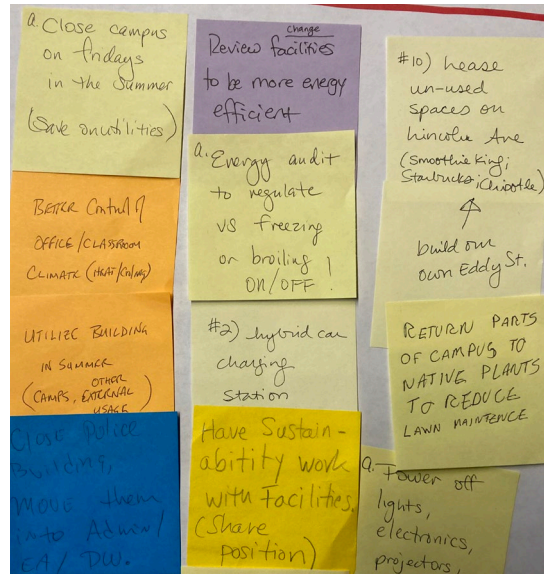 a. Close campus
on fridays
in the Summer
(Save on utilities)
BETTER Control of
OFFICE/CLASSROOM
CLIMATE (HEAT/COOLING)
UTILIZE BUILDING
IN SUMMER
(CAMPS, OTHER EXTERNAL
USAGE)
Close Police
Building,
MOVE them
into Admin/
EA/ DW.
change
Review facilities
to be more energy
efficient
a. Energy audit
to regulate
vs freezing
or broiling
ON/OFF!
#2) hybrid car
charging
station
Have Sustain-
ability work
with Facilities.
(Share
position)
#10) Lease
un-used
spaces on
Lincoln Ave
(Smoothie King;
Starbucks; Chipotle)
build our
own Eddy St.
RETURN PARTS
OF CAMPUS TO
NATIVE PLANTS
TO REDUCE
LAWN MAINTENCE
a. Power off
lights,
electronics,
projectors,